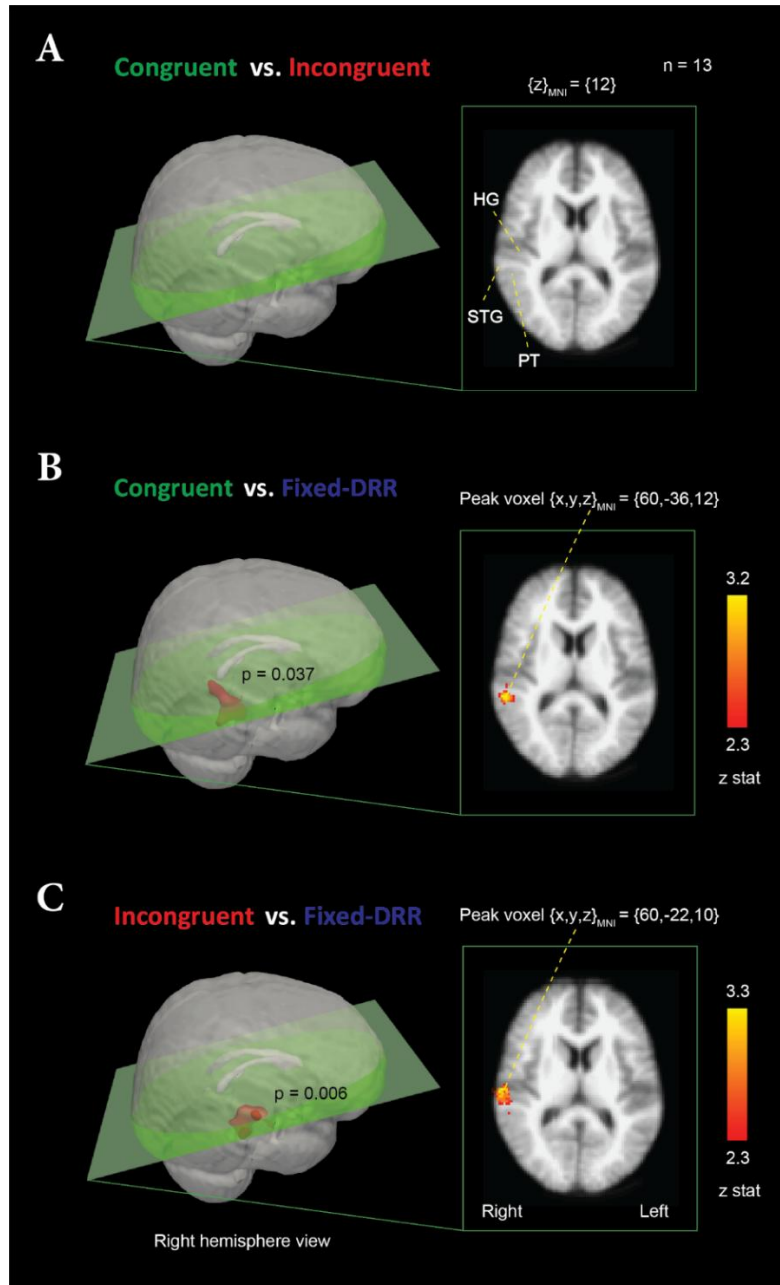 A
Congruent vs. Incongruent
{z}MNI = {12}
n = 13
HG
STG
PT
B
Congruent vs. Fixed-DRR
Peak voxel {x,y,z}MNI = {60,-36,12}
p = 0.037
3.2
2.3
z stat
C
Incongruent vs. Fixed-DRR
Peak voxel {x,y,z}MNI = {60,-22,10}
p = 0.006
3.3
2.3
z stat
Right
Left
Right hemisphere view